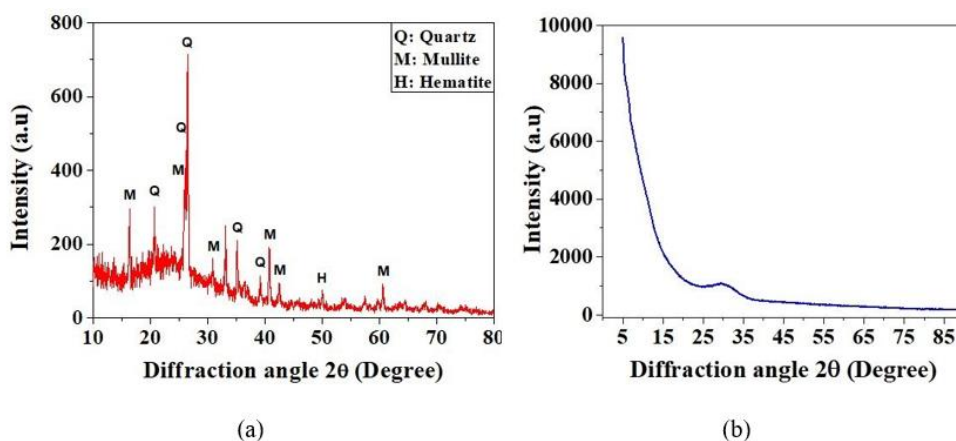 800
600
400
200
0
10 20 30 40 50 60 70 80
Intensity (a.u)
Diffraction angle 2θ (Degree)
Q: Quartz
M: Mullite
H: Hematite
Q
Q
M
M
Q
M
Q
Q
M
M
H
M
(a)
10000
8000
6000
4000
2000
0
5 15 25 35 45 55 65 75 85
Intensity (a.u)
Diffraction angle 2θ (Degree)
(b)